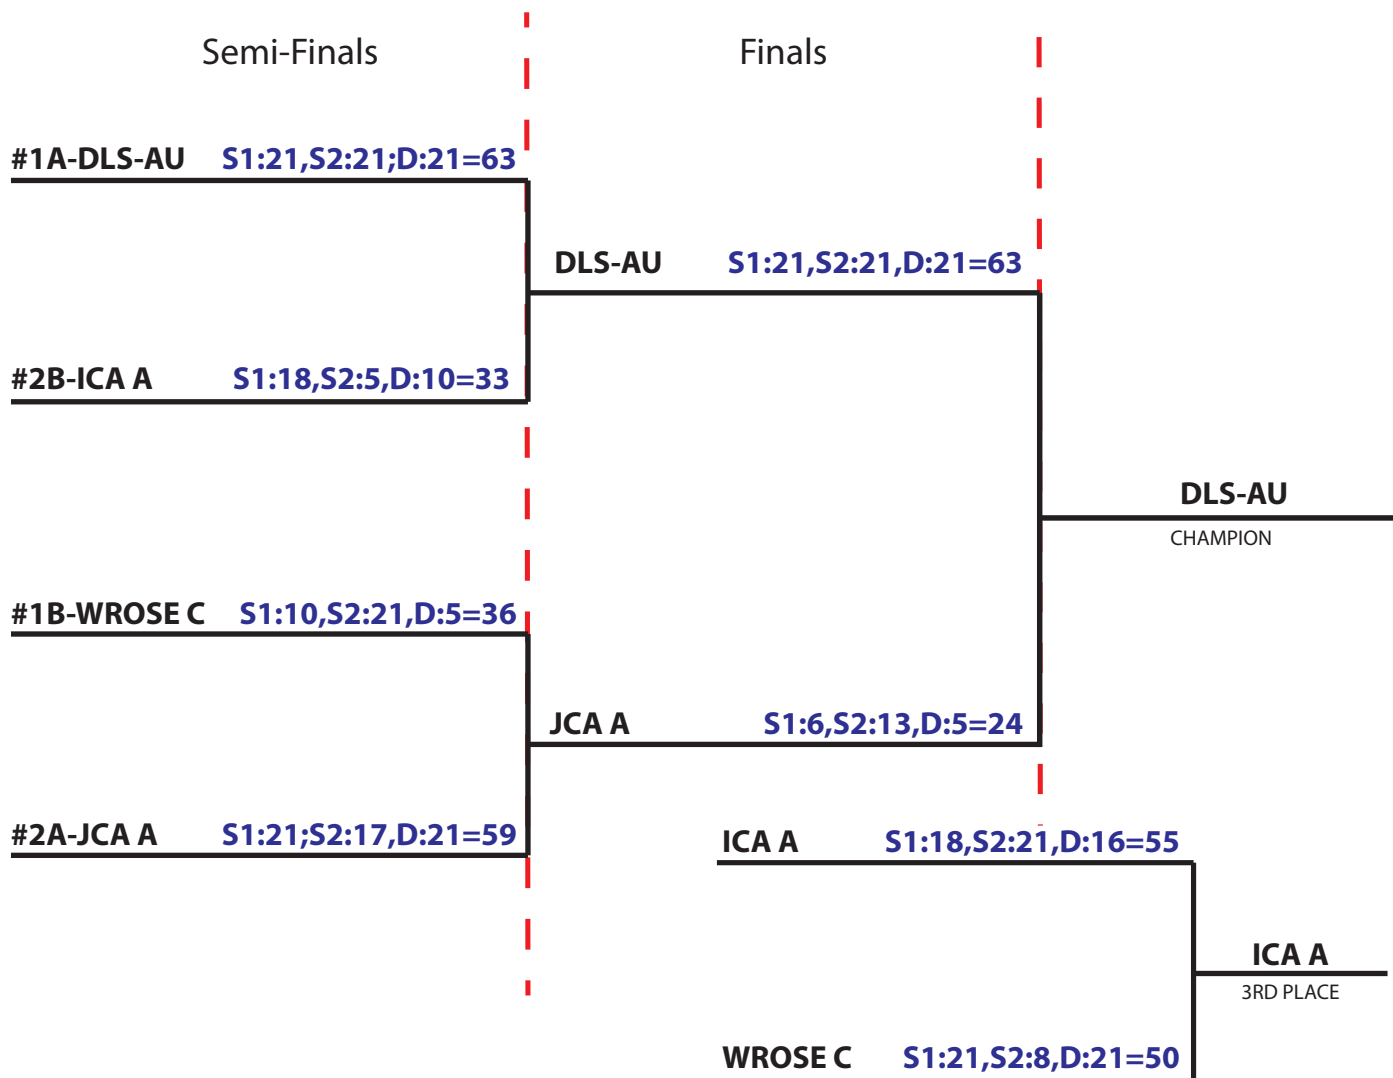 Semi-Finals
Finals
#1A-DLS-AU S1:21,S2:21;D:21=63
DLS-AU S1:21,S2:21,D:21=63
#2B-ICA A S1:18,S2:5,D:10=33
DLS-AU
CHAMPION
#1B-WROSE C S1:10,S2:21,D:5=36
JCA A S1:6,S2:13,D:5=24
#2A-JCA A S1:21;S2:17,D:21=59
ICA A S1:18,S2:21,D:16=55
ICA A
3RD PLACE
WROSE C S1:21,S2:8,D:21=50